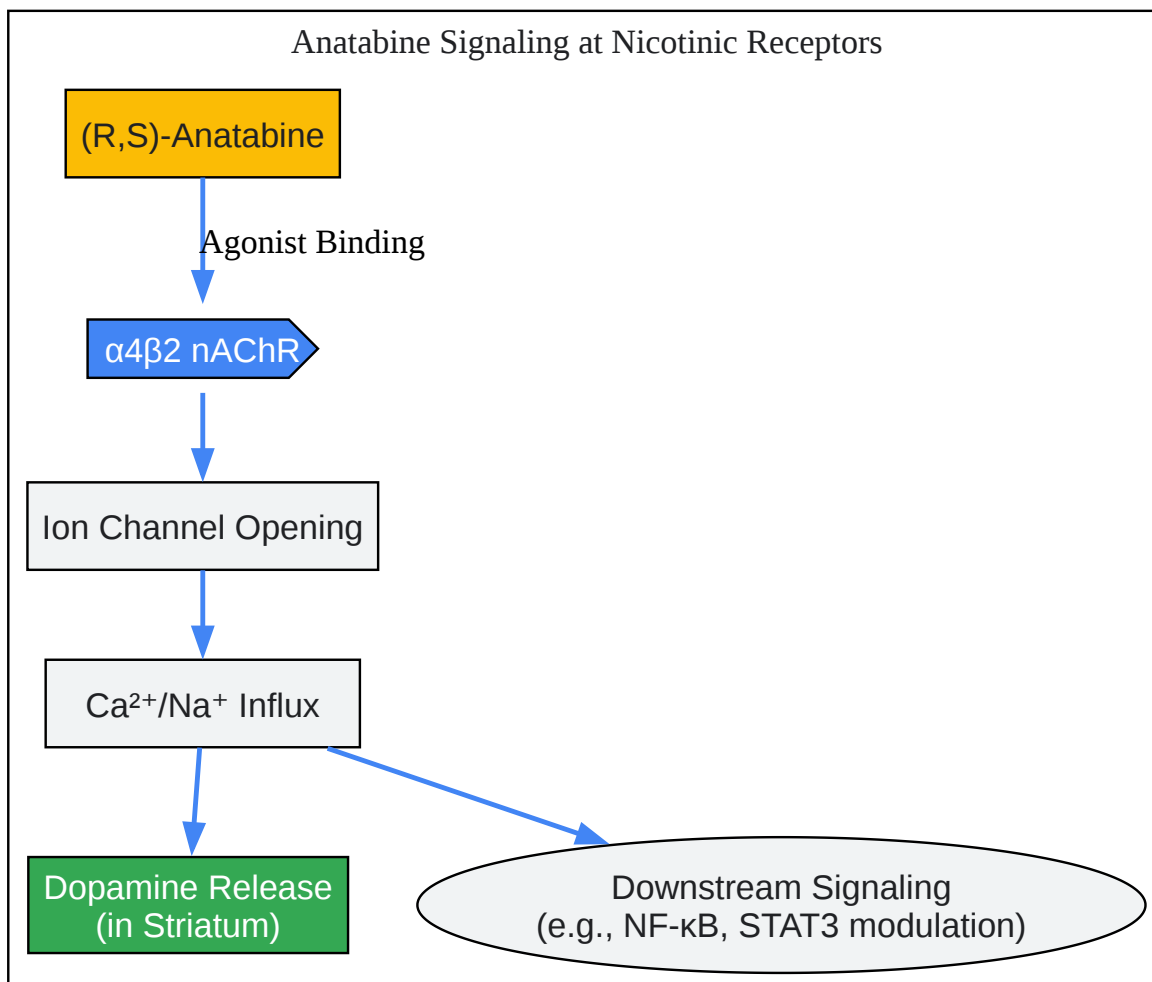 Anatabine Signaling at Nicotinic Receptors
(R,S)-Anatabine
Agonist Binding
α4β2 nAChR
Ion Channel Opening
Ca²⁺/Na⁺ Influx
Dopamine Release
(in Striatum)
Downstream Signaling
(e.g., NF-κB, STAT3 modulation)